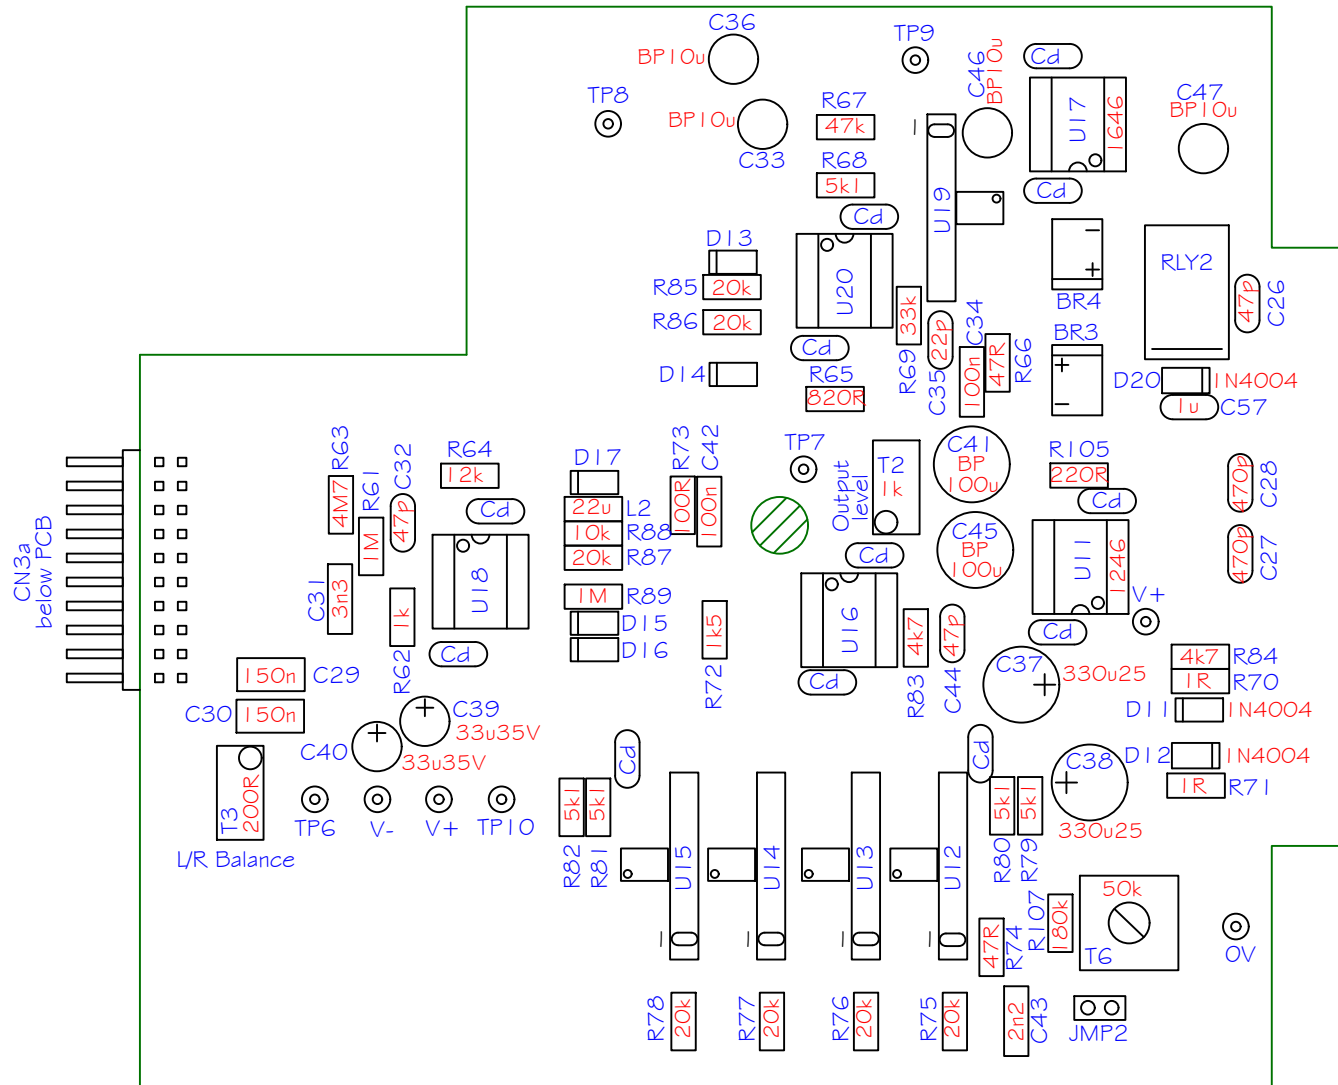 C36
BP10u
TP9
C46
BP10u
Cd
U17
1646
C47
BP10u
TP8
BP10u
C33
R67
47k
R68
5k1
Cd
Cd
U19
D13
R85
20k
R86
20k
D14
U20
Cd
R65
820R
33k
R69
22p
C35
C34
100n
47R
R66
BR4
BR3
RLY2
47p
C26
D20
1N4004
1u
C57
CN3a
below PCB
R63
4M7
R61
1M
C32
47p
R64
12k
Cd
U18
Cd
C31
3n3
1k
R62
D17
22u
L2
10k
R88
20k
R87
1M
R89
D15
D16
R73
100R
C42
100n
1k5
R72
TP7
Output
level
T2
1k
C41
BP
100u
C45
BP
100u
R105
220R
Cd
U11
1246
Cd
V+
470p
C28
470p
C27
Cd
U16
Cd
4k7
R83
47p
C44
C37
330u25
4k7
R84
1R
R70
D11
1N4004
D12
1N4004
1R
R71
150n
C29
C30
150n
C39
33u35V
C40
33u35V
T3
200R
L/R Balance
TP6
V-
V+
TP10
5k1
R82
5k1
R81
Cd
U15
U14
U13
U12
Cd
5k1
R80
5k1
R79
C38
330u25
50k
T6
R107
180k
47R
R74
0V
R78
20k
R77
20k
R76
20k
R75
20k
2n2
C43
JMP2